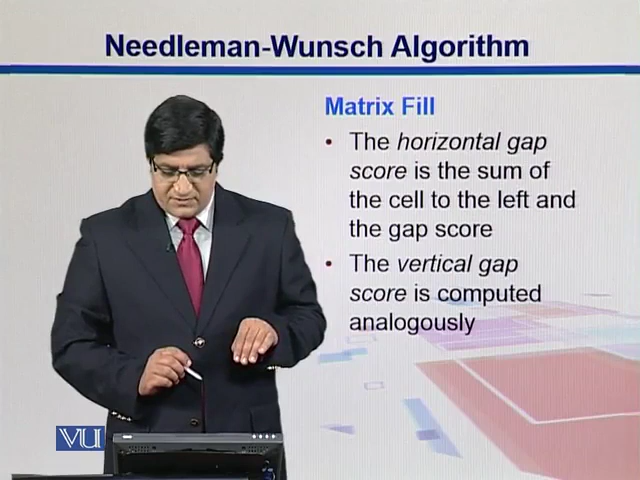 Needleman-Wunsch Algorithm
Matrix Fill
• The horizontal gap
score is the sum of
the cell to the left and
the gap score
• The vertical gap
score is computed
analogously
VU